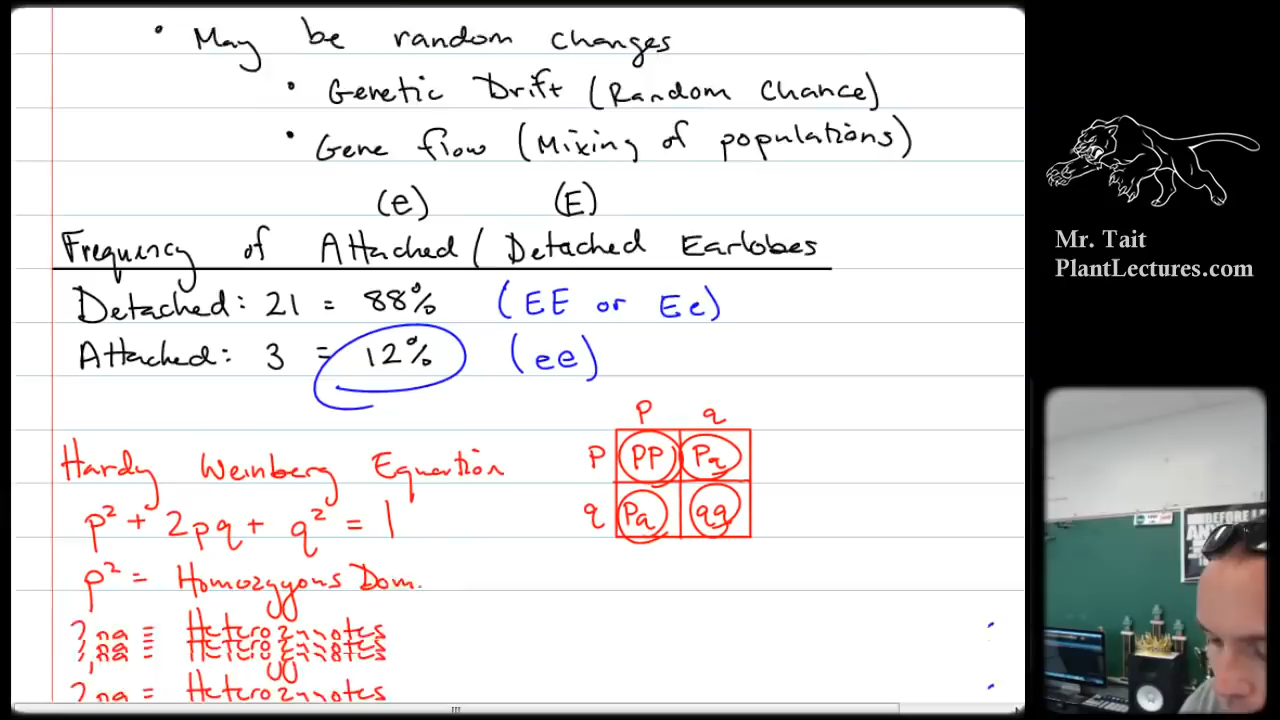 • May be random changes
• Genetic Drift (Random Chance)
• Gene flow (Mixing of populations)
(e) (E)
Frequency of Attached / Detached Earlobes
Detached: 21 = 88% (EE or Ee)
Attached: 3 = 12% (ee)
p q
p PP Pq
q Pq qq
Hardy Weinberg Equation
p² + 2pq + q² = 1
p² = Homozygous Dom.
2pq = Heterozygotes
2pq = Heterozygotes
Mr. Tait
PlantLectures.com